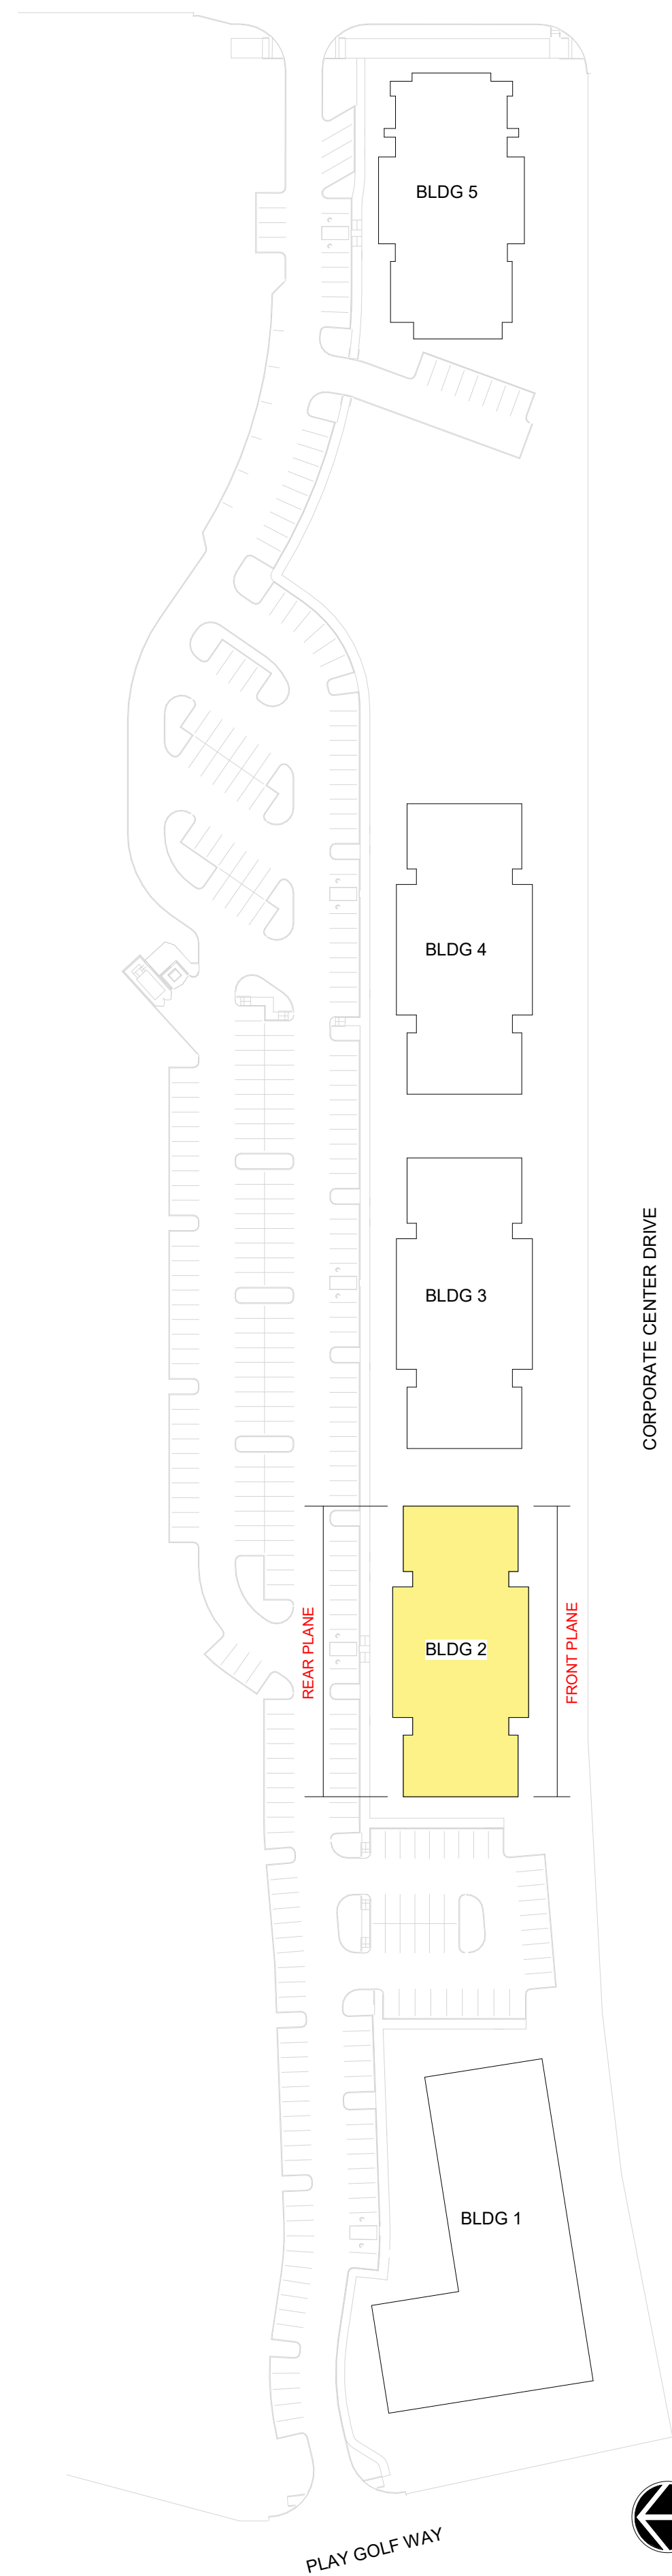 BLDG 5
BLDG 4
CORPORATE CENTER DRIVE
BLDG 3
REAR PLANE
BLDG 2
FRONT PLANE
BLDG 1
PLAY GOLF WAY